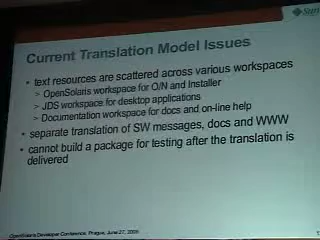 Sun
Current Translation Model Issues
• text resources are scattered across various workspaces
> OpenSolaris workspace for O/N and Installer
> JDS workspace for desktop applications
> Documentation workspace for docs and on-line help
• separate translation of SW messages, docs and WWW
• cannot build a package for testing after the translation is
delivered
OpenSolaris Developer Conference, Prague, June 27, 2008